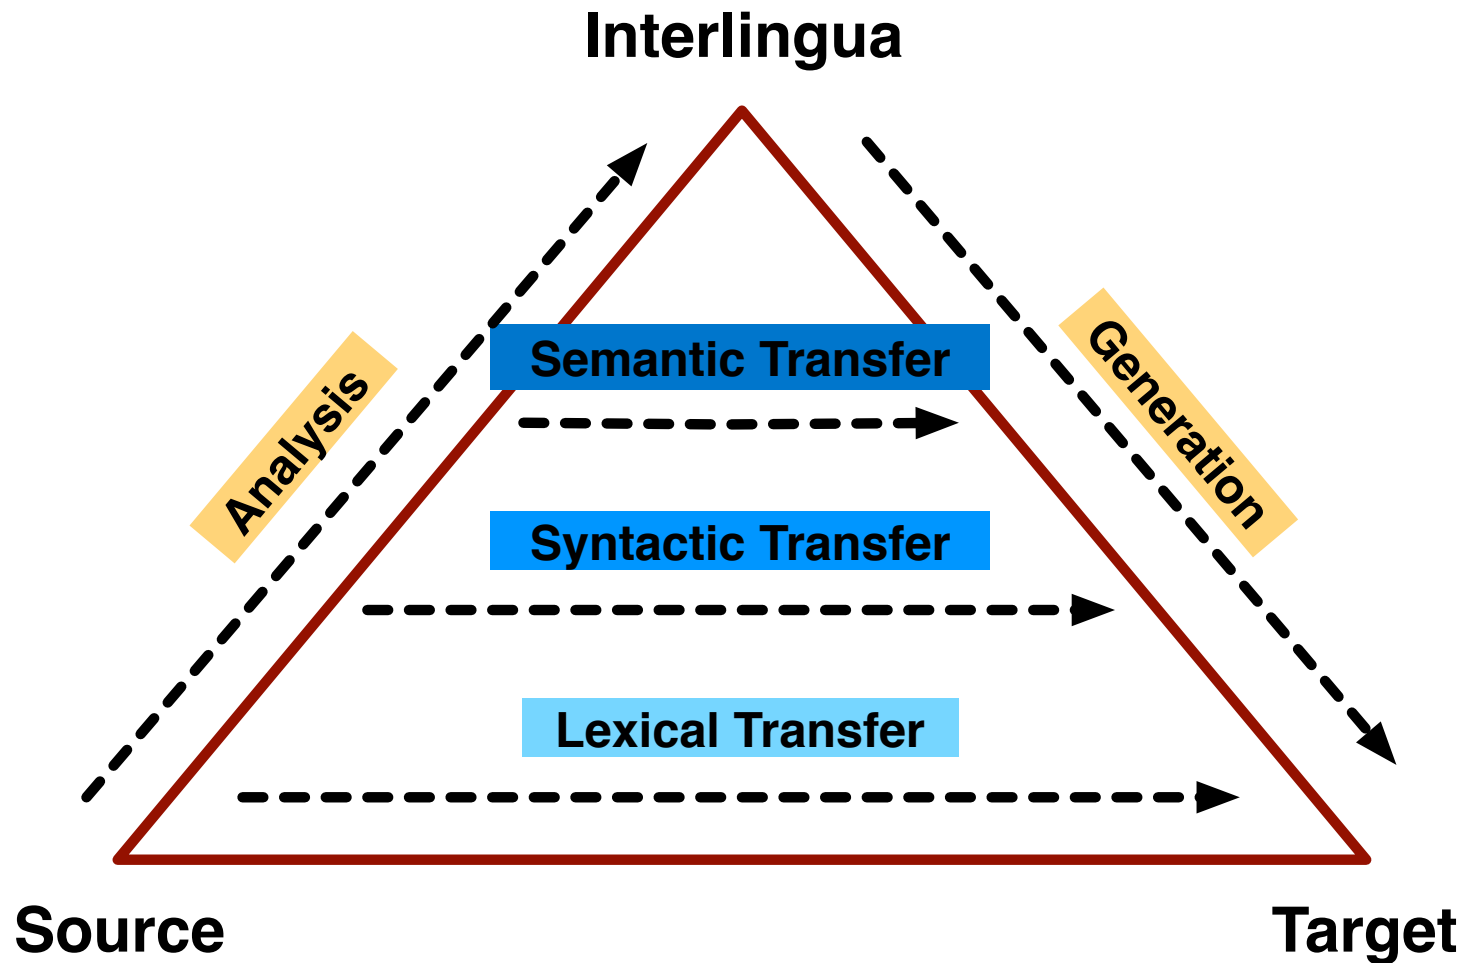 Interlingua
Analysis
Generation
Semantic Transfer
Syntactic Transfer
Lexical Transfer
Source
Target